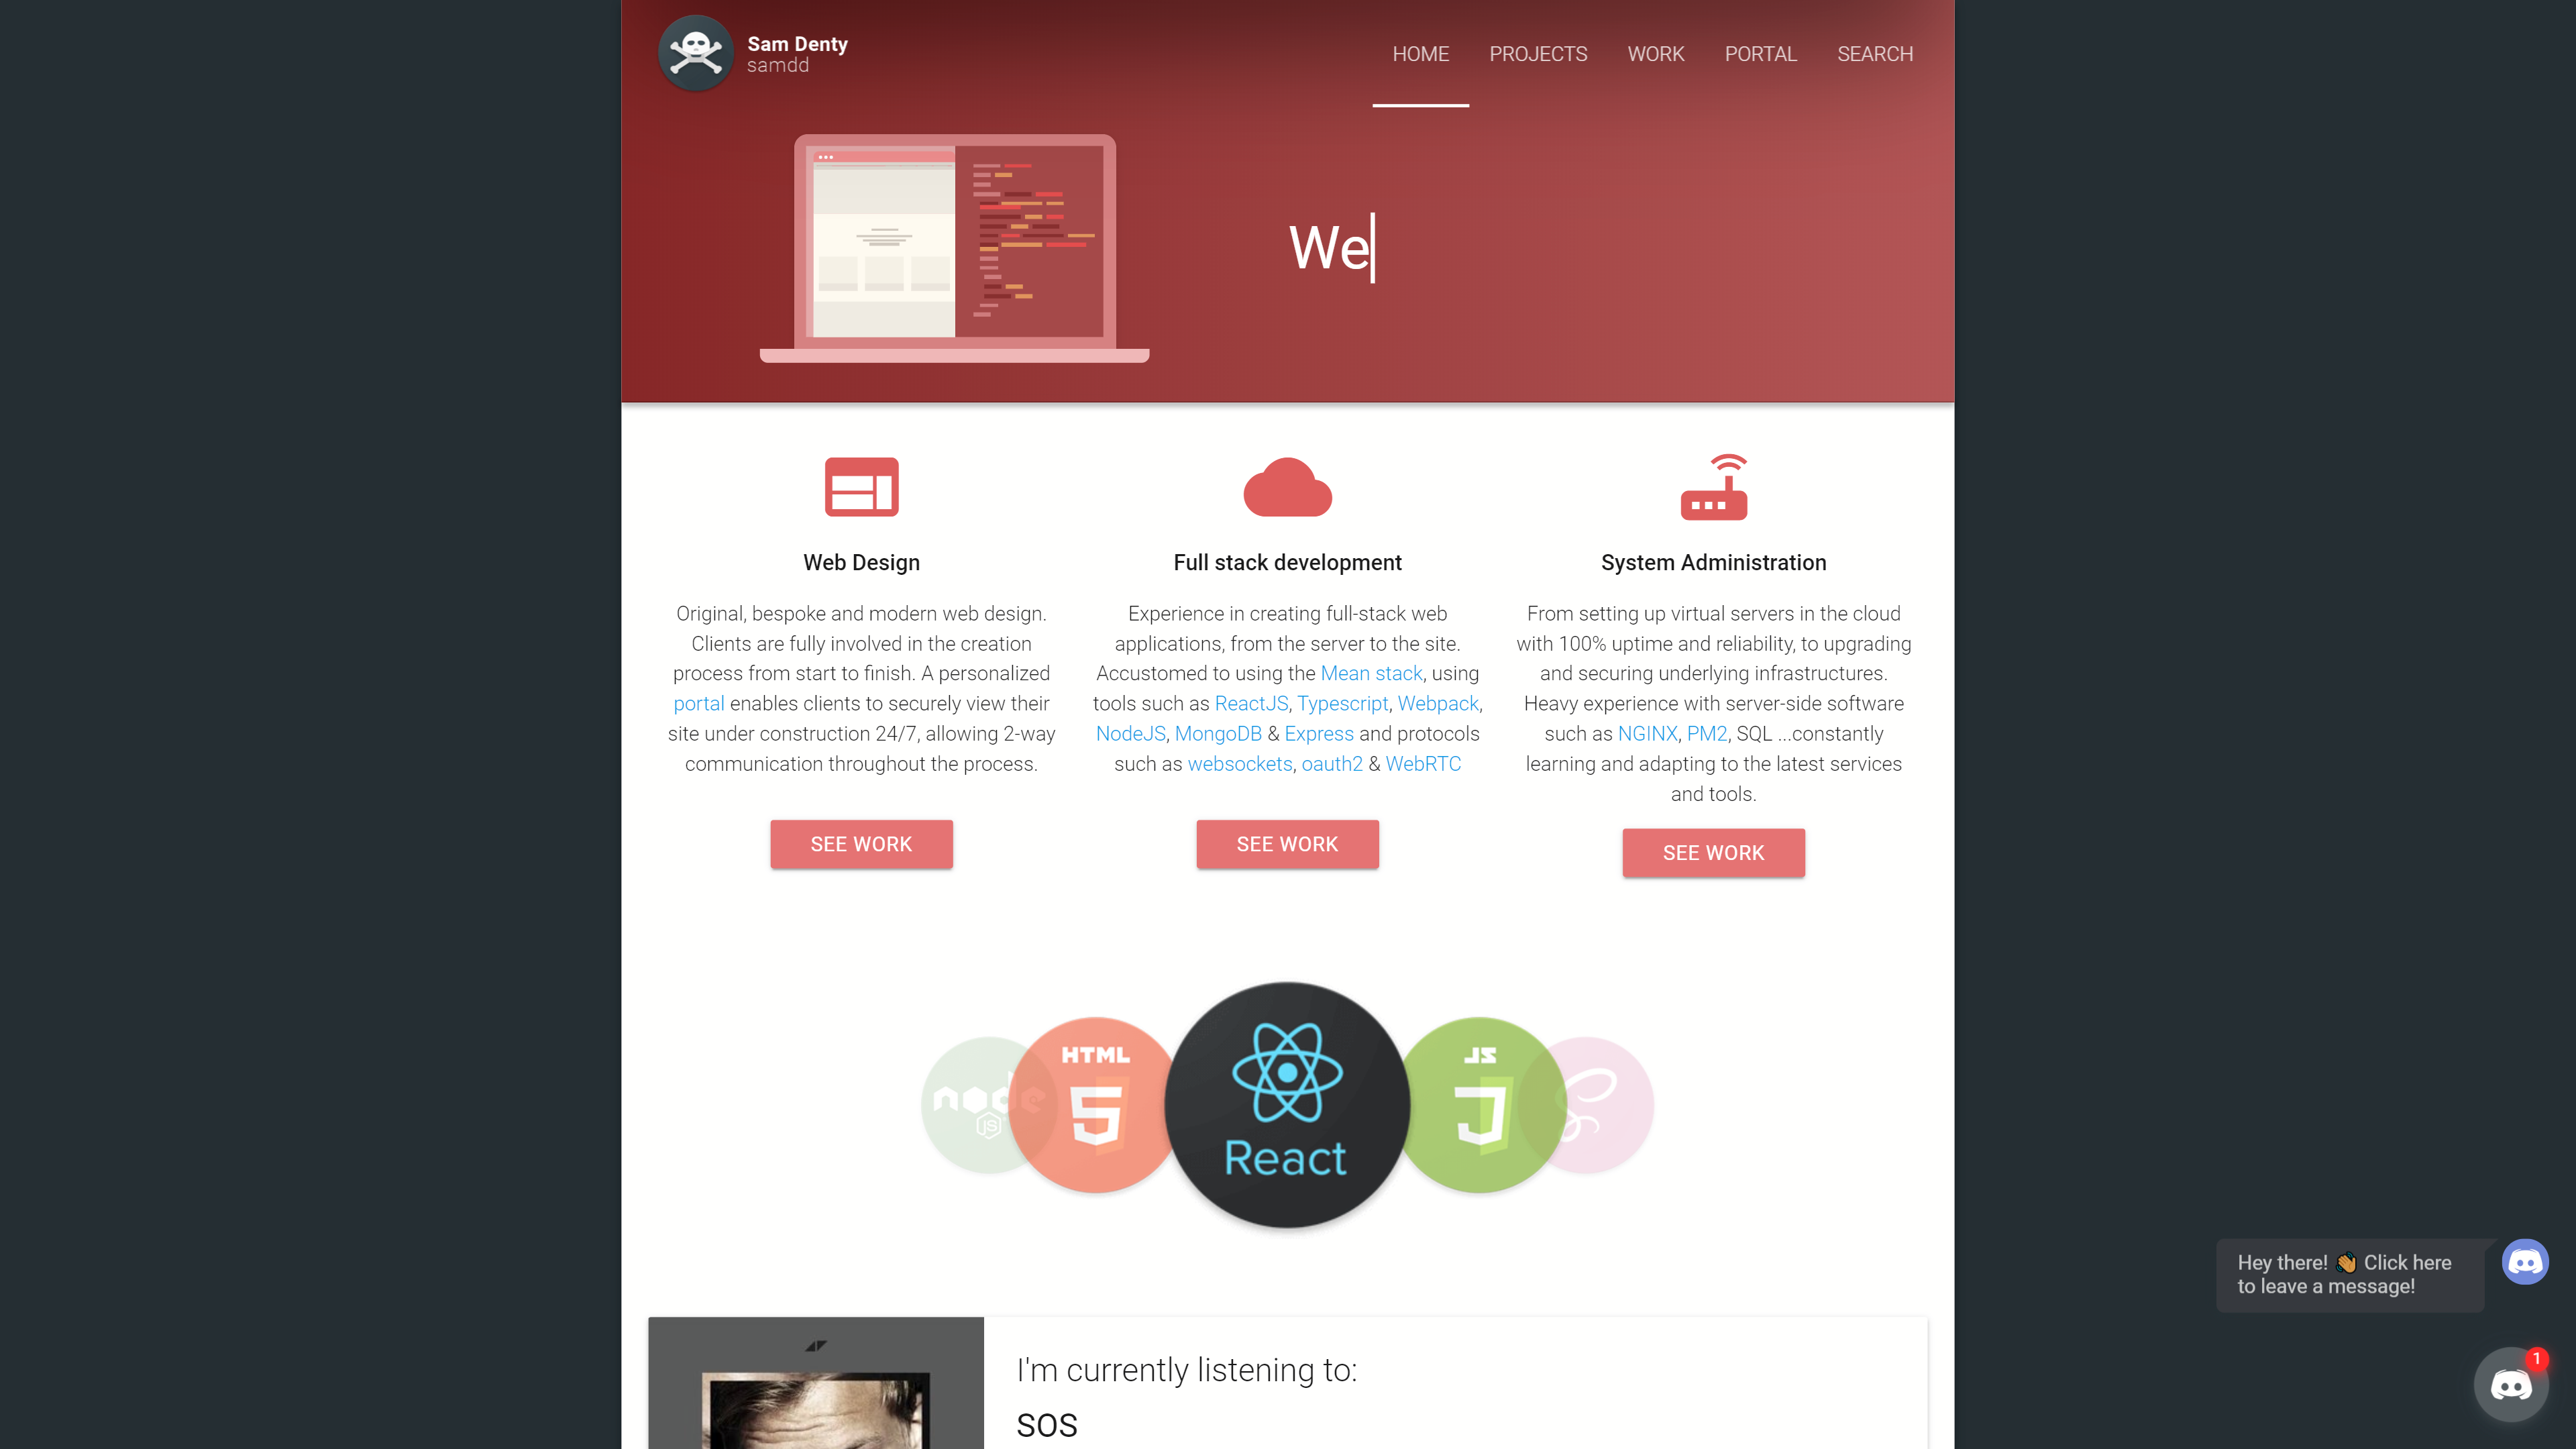 Sam Denty
samdd
HOME PROJECTS WORK PORTAL SEARCH
We
Web Design
Original, bespoke and modern web design.
Clients are fully involved in the creation
process from start to finish. A personalized
portal enables clients to securely view their
site under construction 24/7, allowing 2-way
communication throughout the process.
SEE WORK
Full stack development
Experience in creating full-stack web
applications, from the server to the site.
Accustomed to using the Mean stack, using
tools such as ReactJS, Typescript, Webpack,
NodeJS, MongoDB & Express and protocols
such as websockets, oauth2 & WebRTC
SEE WORK
System Administration
From setting up virtual servers in the cloud
with 100% uptime and reliability, to upgrading
and securing underlying infrastructures.
Heavy experience with server-side software
such as NGINX, PM2, SQL ...constantly
learning and adapting to the latest services
and tools.
SEE WORK
node
JS
HTML
5
React
JS
J
Hey there! 👋 Click here
to leave a message!
1
I'm currently listening to:
SOS